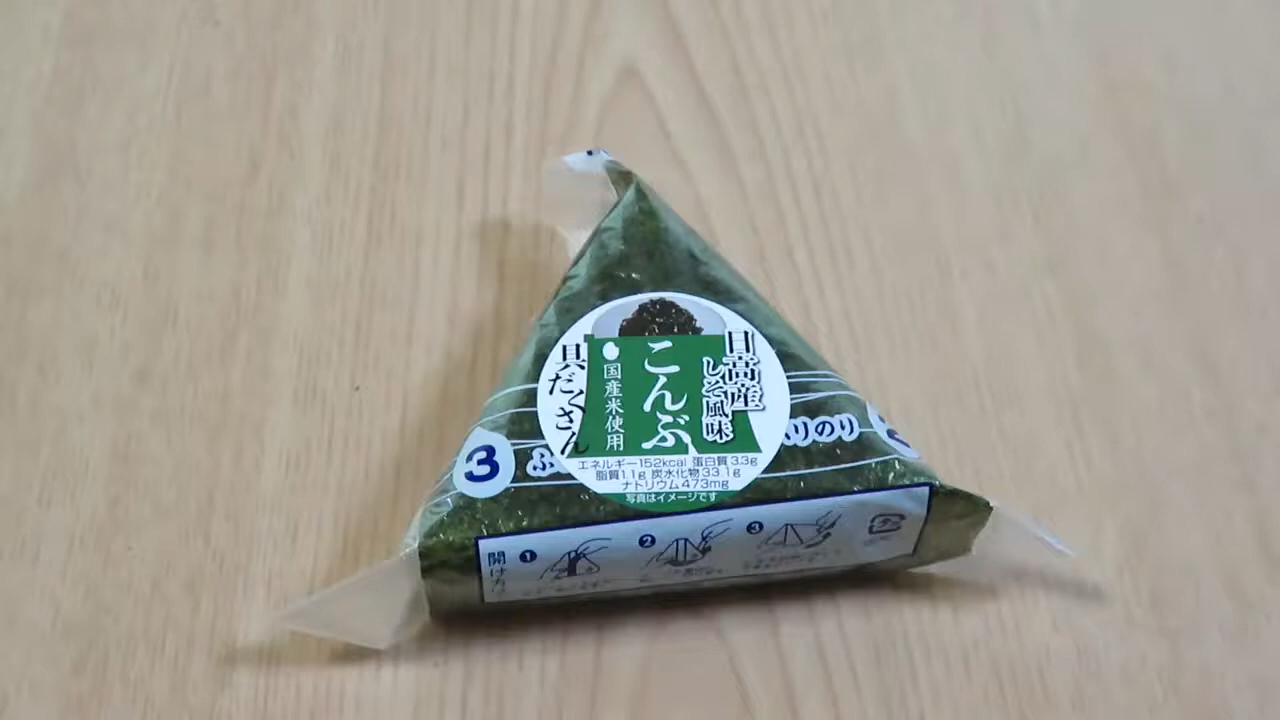 日高産
しそ風味
こんぶ
国産米使用
具だくさん
エネルギー152kcal 蛋白質3.3g
脂質1.1g 炭水化物33.1g
ナトリウム473mg
写真はイメージです
3
ふ
りのり
2
開け方
1
2
3